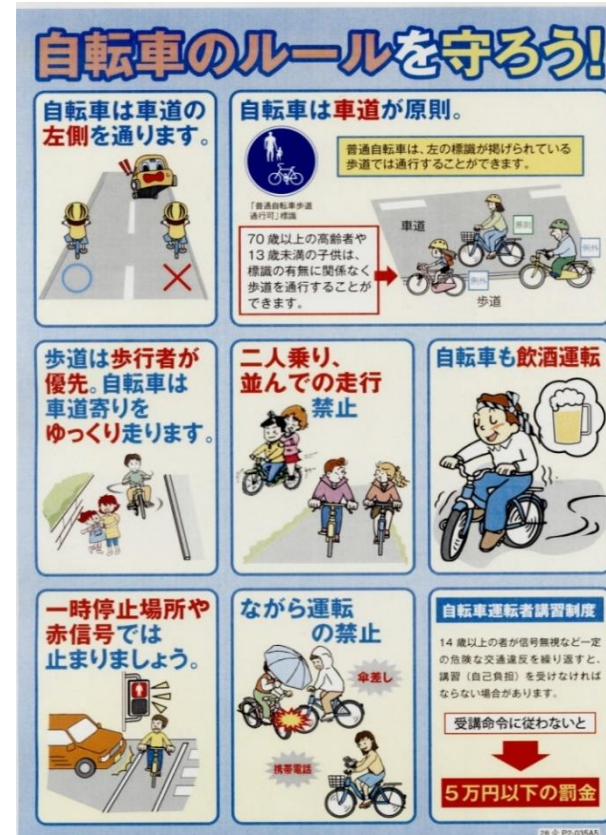 自転車のルールを守ろう!
自転車は車道の
左側を通ります。
自転車は車道が原則。
普通自転車は、左の標識が掲げられている
歩道では通行することができます。
「普通自転車歩道
通行可」標識
70歳以上の高齢者や
13歳未満の子供は、
標識の有無に関係なく
歩道を通行することが
できます。
車道
原則
例外
例外
歩道
歩道は歩行者が
優先。自転車は
車道寄りを
ゆっくり走ります。
二人乗り、
並んでの走行
禁止
自転車も飲酒運転
一時停止場所や
赤信号では
止まりましょう。
ながら運転
の禁止
傘差し
携帯電話
自転車運転者講習制度
14歳以上の者が信号無視など一定
の危険な交通違反を繰り返すと、
講習(自己負担)を受けなければ
ならない場合があります。
受講命令に従わないと
5万円以下の罰金